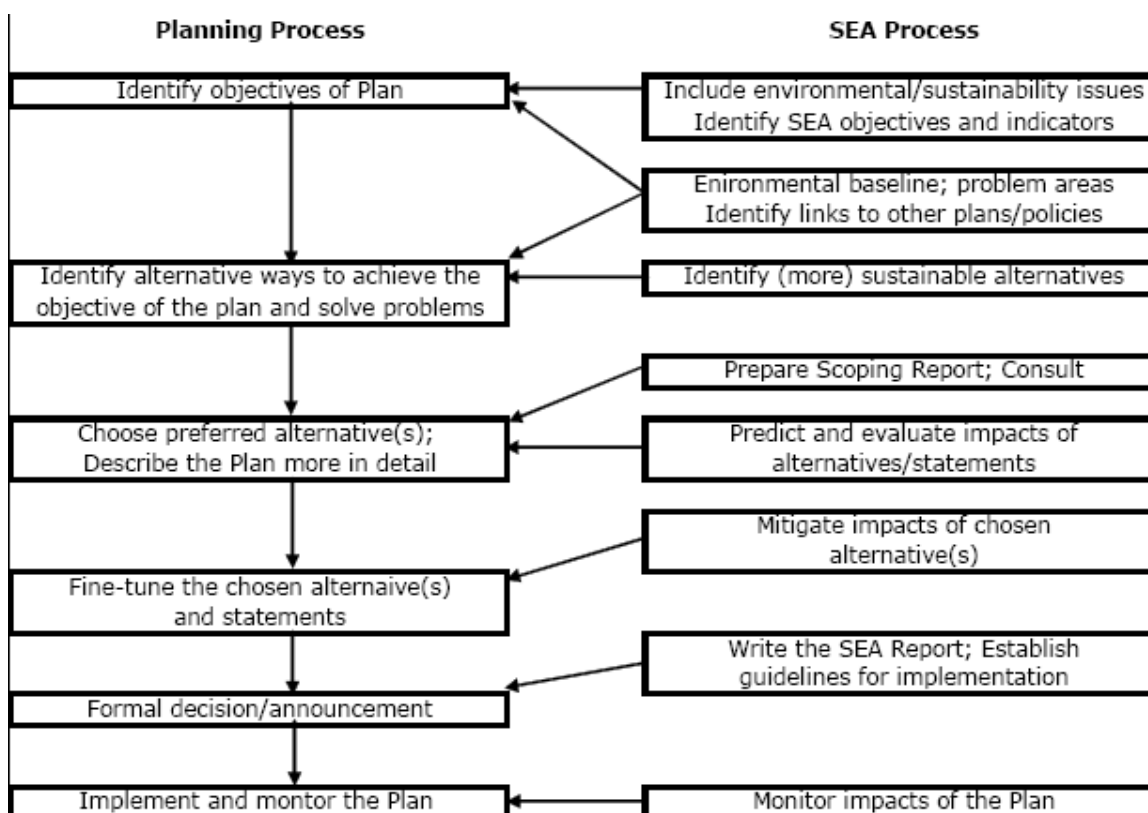 Planning Process
SEA Process
Identify objectives of Plan
Include environmental/sustainability issues
Identify SEA objectives and indicators
Enironmental baseline; problem areas
Identify links to other plans/policies
Identify alternative ways to achieve the
objective of the plan and solve problems
Identify (more) sustainable alternatives
Prepare Scoping Report; Consult
Choose preferred alternative(s);
Describe the Plan more in detail
Predict and evaluate impacts of
alternatives/statements
Mitigate impacts of chosen
alternative(s)
Fine-tune the chosen alternaive(s)
and statements
Write the SEA Report; Establish
guidelines for implementation
Formal decision/announcement
Implement and montor the Plan
Monitor impacts of the Plan